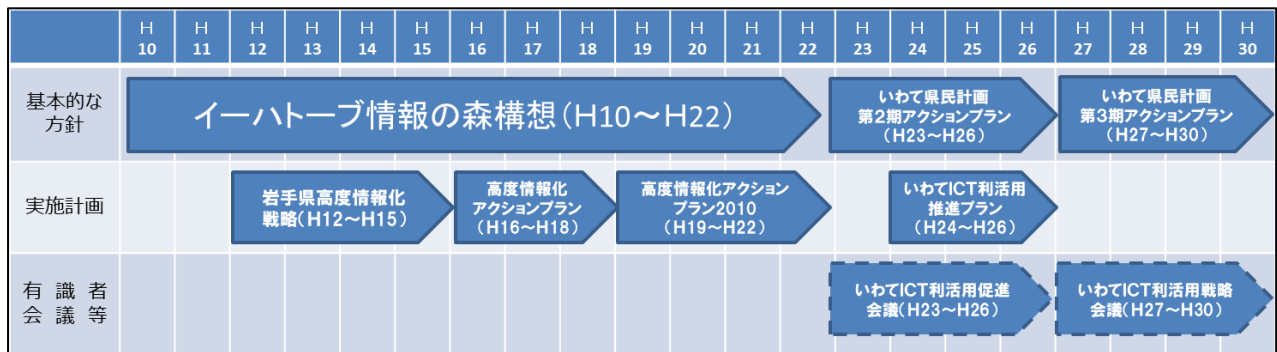 H H H H H H H H H H H H H H H H H H H H H
10 11 12 13 14 15 16 17 18 19 20 21 22 23 24 25 26 27 28 29 30
基本的な
方針
イーハトーブ情報の森構想(H10～H22)
いわて県民計画
第2期アクションプラン
(H23～H26)
いわて県民計画
第3期アクションプラン
(H27～H30)
実施計画
岩手県高度情報化
戦略(H12～H15)
高度情報化
アクションプラン
(H16～H18)
高度情報化アクション
プラン2010
(H19～H22)
いわてICT利活用
推進プラン
(H24～H26)
有識者
会議等
いわてICT利活用促進
会議(H23～H26)
いわてICT利活用戦略
会議(H27～H30)